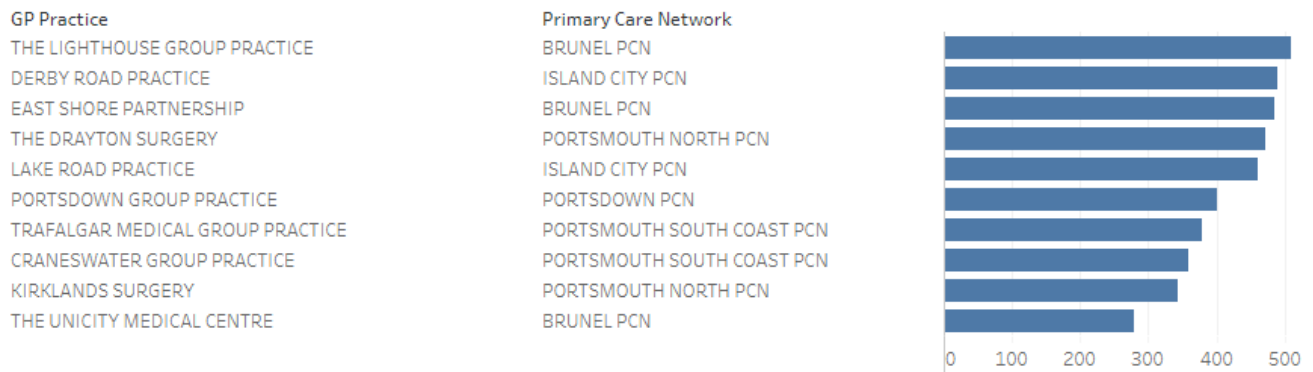 GP Practice Primary Care Network
THE LIGHTHOUSE GROUP PRACTICE BRUNEL PCN
DERBY ROAD PRACTICE ISLAND CITY PCN
EAST SHORE PARTNERSHIP BRUNEL PCN
THE DRAYTON SURGERY PORTSMOUTH NORTH PCN
LAKE ROAD PRACTICE ISLAND CITY PCN
PORTSDOWN GROUP PRACTICE PORTSDOWN PCN
TRAFALGAR MEDICAL GROUP PRACTICE PORTSMOUTH SOUTH COAST PCN
CRANESWATER GROUP PRACTICE PORTSMOUTH SOUTH COAST PCN
KIRKLANDS SURGERY PORTSMOUTH NORTH PCN
THE UNICITY MEDICAL CENTRE BRUNEL PCN
0 100 200 300 400 500